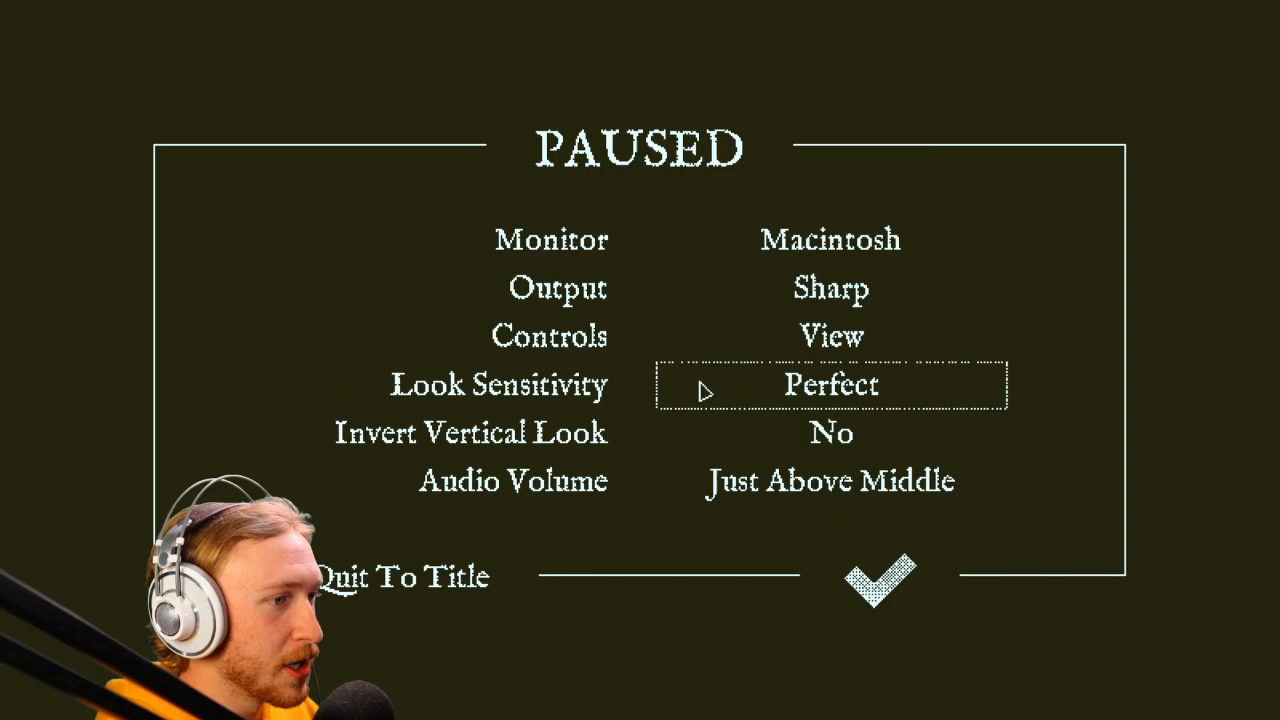 PAUSED
Monitor Macintosh
Output Sharp
Controls View
Look Sensitivity Perfect
Invert Vertical Look No
Audio Volume Just Above Middle
Quit To Title